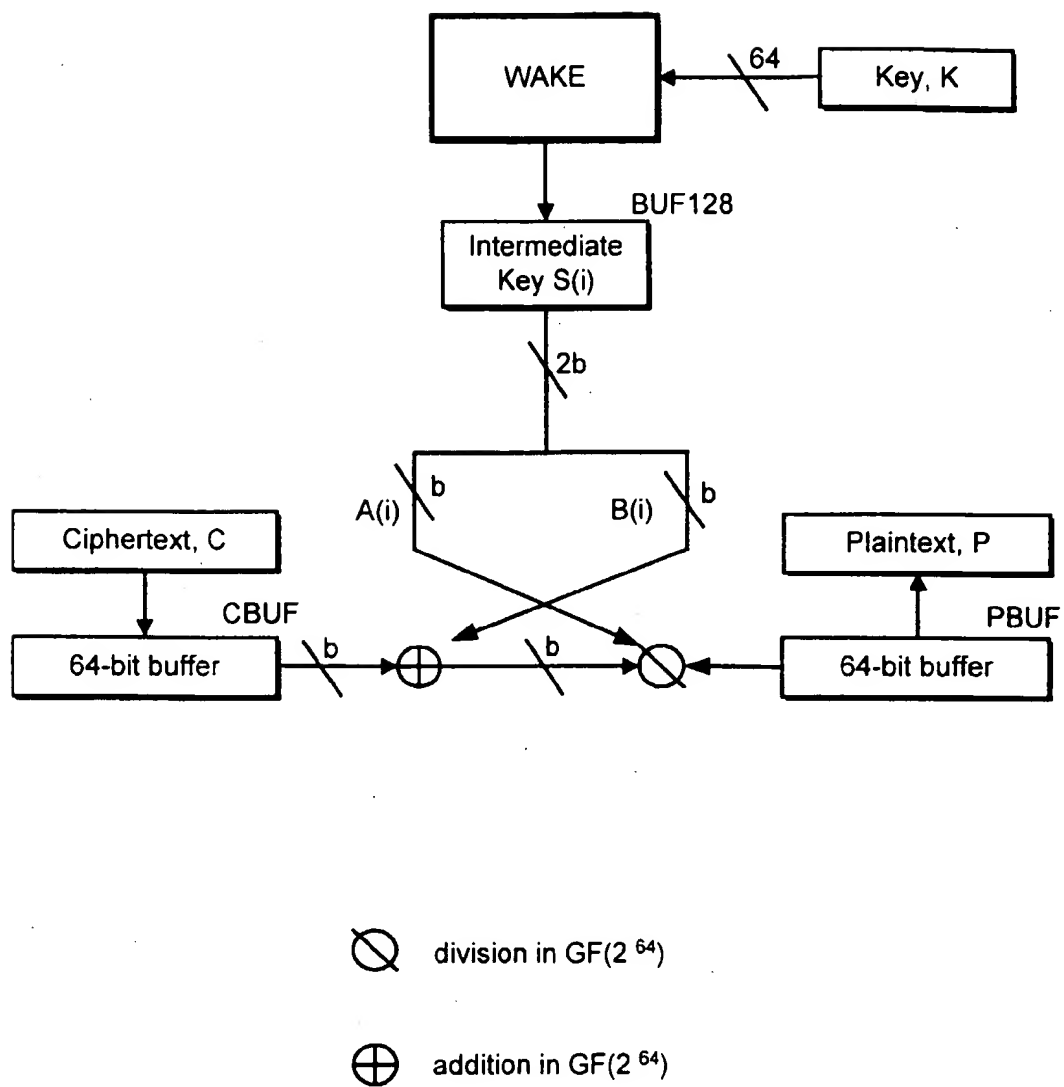 WAKE
64
Key, K
BUF128
Intermediate
Key S(i)
2b
b
A(i)
b
B(i)
Ciphertext, C
Plaintext, P
CBUF
PBUF
64-bit buffer
b
b
64-bit buffer
division in GF(2 ⁶⁴)
addition in GF(2 ⁶⁴)